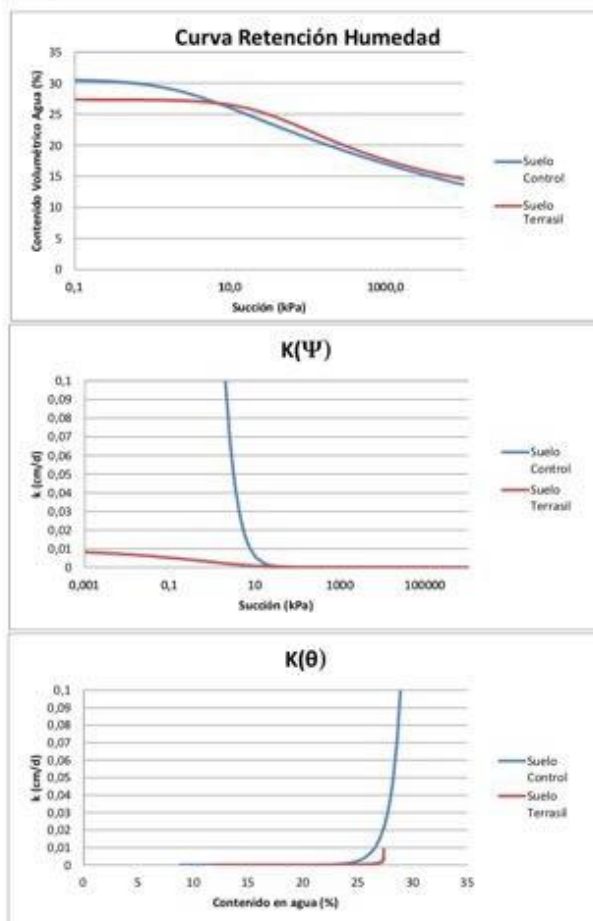 Curva Retención Humedad
Contenido Volumétrico Agua (%)
35
30
25
20
15
10
5
0
0,1
10,0
1000,0
Succión (kPa)
Suelo
Control
Suelo
Terrasil
K(Ψ)
k (cm/d)
0,1
0,09
0,08
0,07
0,06
0,05
0,04
0,03
0,02
0,01
0
0,001
0,1
10
1000
100000
Succión (kPa)
Suelo
Control
Suelo
Terrasil
K(θ)
k (cm/d)
0,1
0,09
0,08
0,07
0,06
0,05
0,04
0,03
0,02
0,01
0
0
5
10
15
20
25
30
35
Contenido en agua (%)
Suelo
Control
Suelo
Terrasil